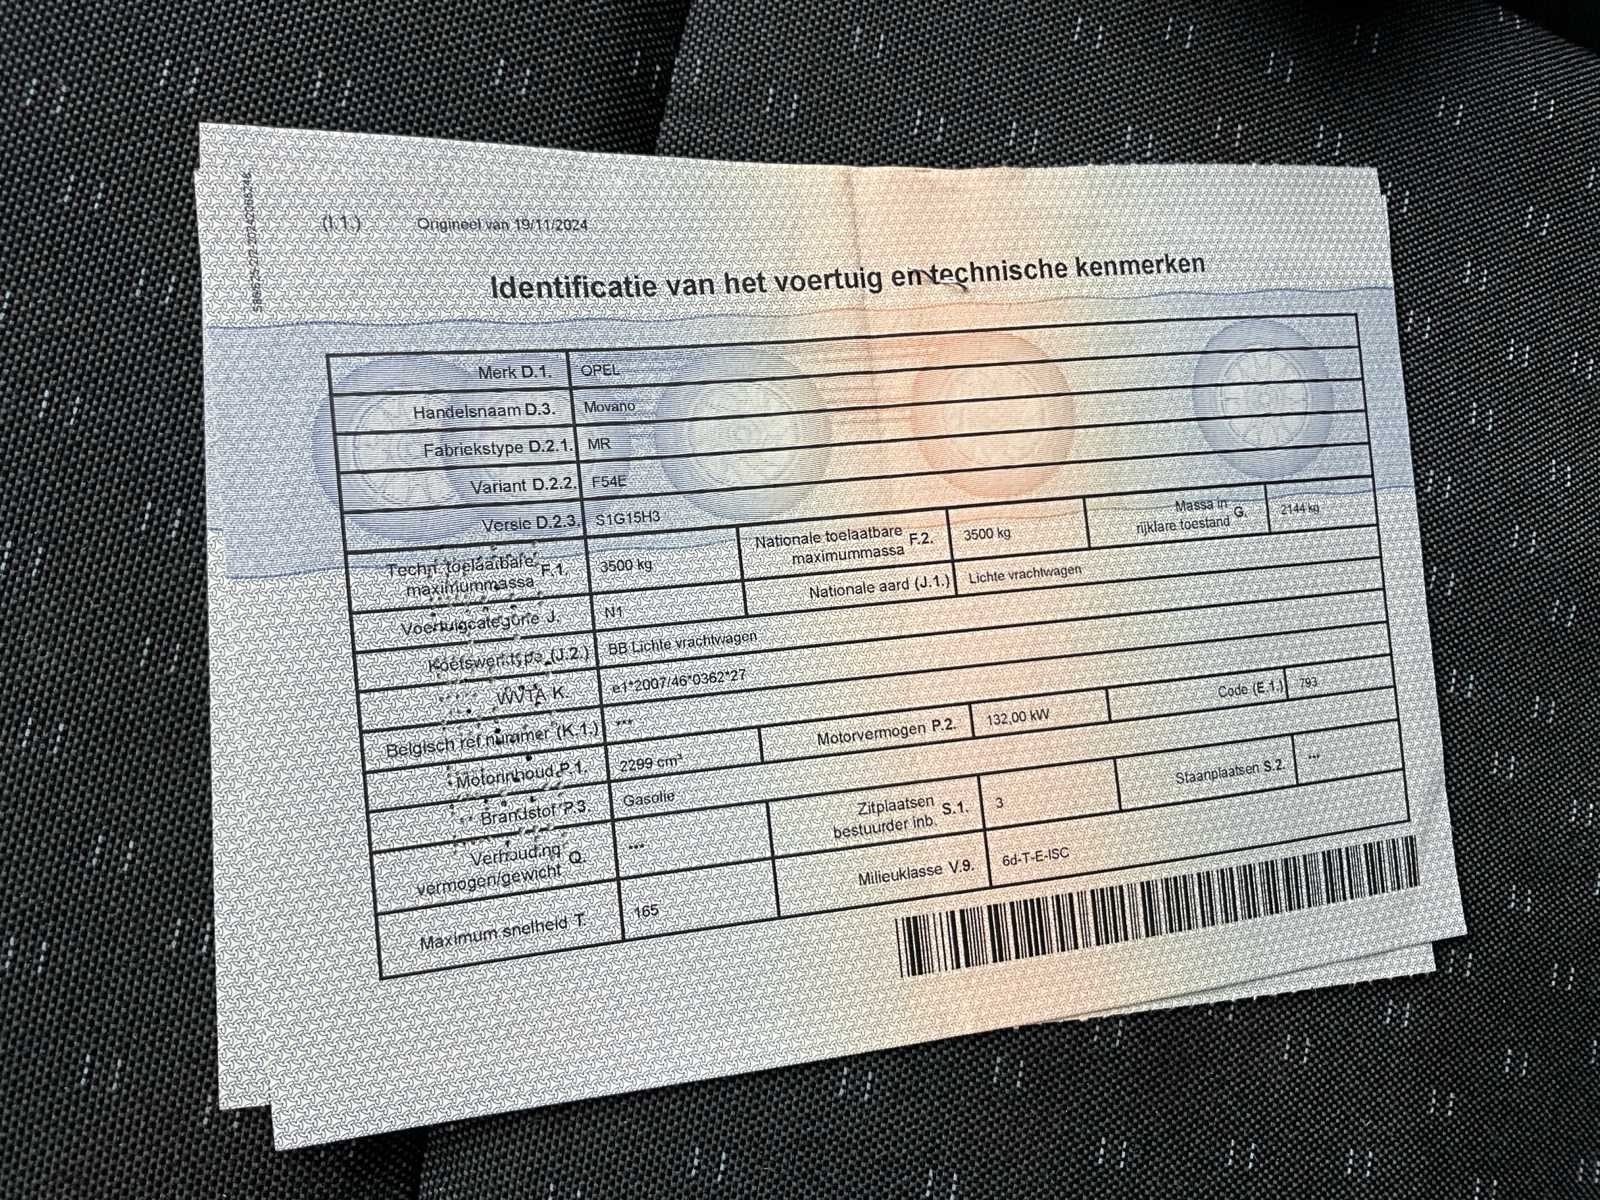 (I.1.) Origineel van 19/11/2024
Identificatie van het voertuig en technische kenmerken
Merk D.1. OPEL
Handelsnaam D.3. Movano
Fabriekstype D.2.1. MR
Variant D.2.2. F54E
Versie D.2.3. S1G15H3
Techn. toelaatbare maximummassa F.1. 3500 kg Nationale toelaatbare maximummassa F.2. 3500 kg Massa in rijklare toestand G. 2144 kg
Voertuigcategorie J. N1 Nationale aard (J.1.) Lichte vrachtwagen
Koetswerktype (J.2.) BB Lichte vrachtwagen
WVTA K. e1*2007/46*0362*27
Belgisch ref nummer (K.1.) ***
Motorinhoud P.1. 2299 cm³ Motorvermogen P.2. 132,00 kW Code (E.1.) 793
Brandstof P.3. Gasolie
Verhouding vermogen/gewicht Q. *** Zitplaatsen bestuurder inb. S.1. 3 Staanplaatsen S.2. ***
Maximum snelheid T. 165 Milieuklasse V.9. 6d-T-E-ISC